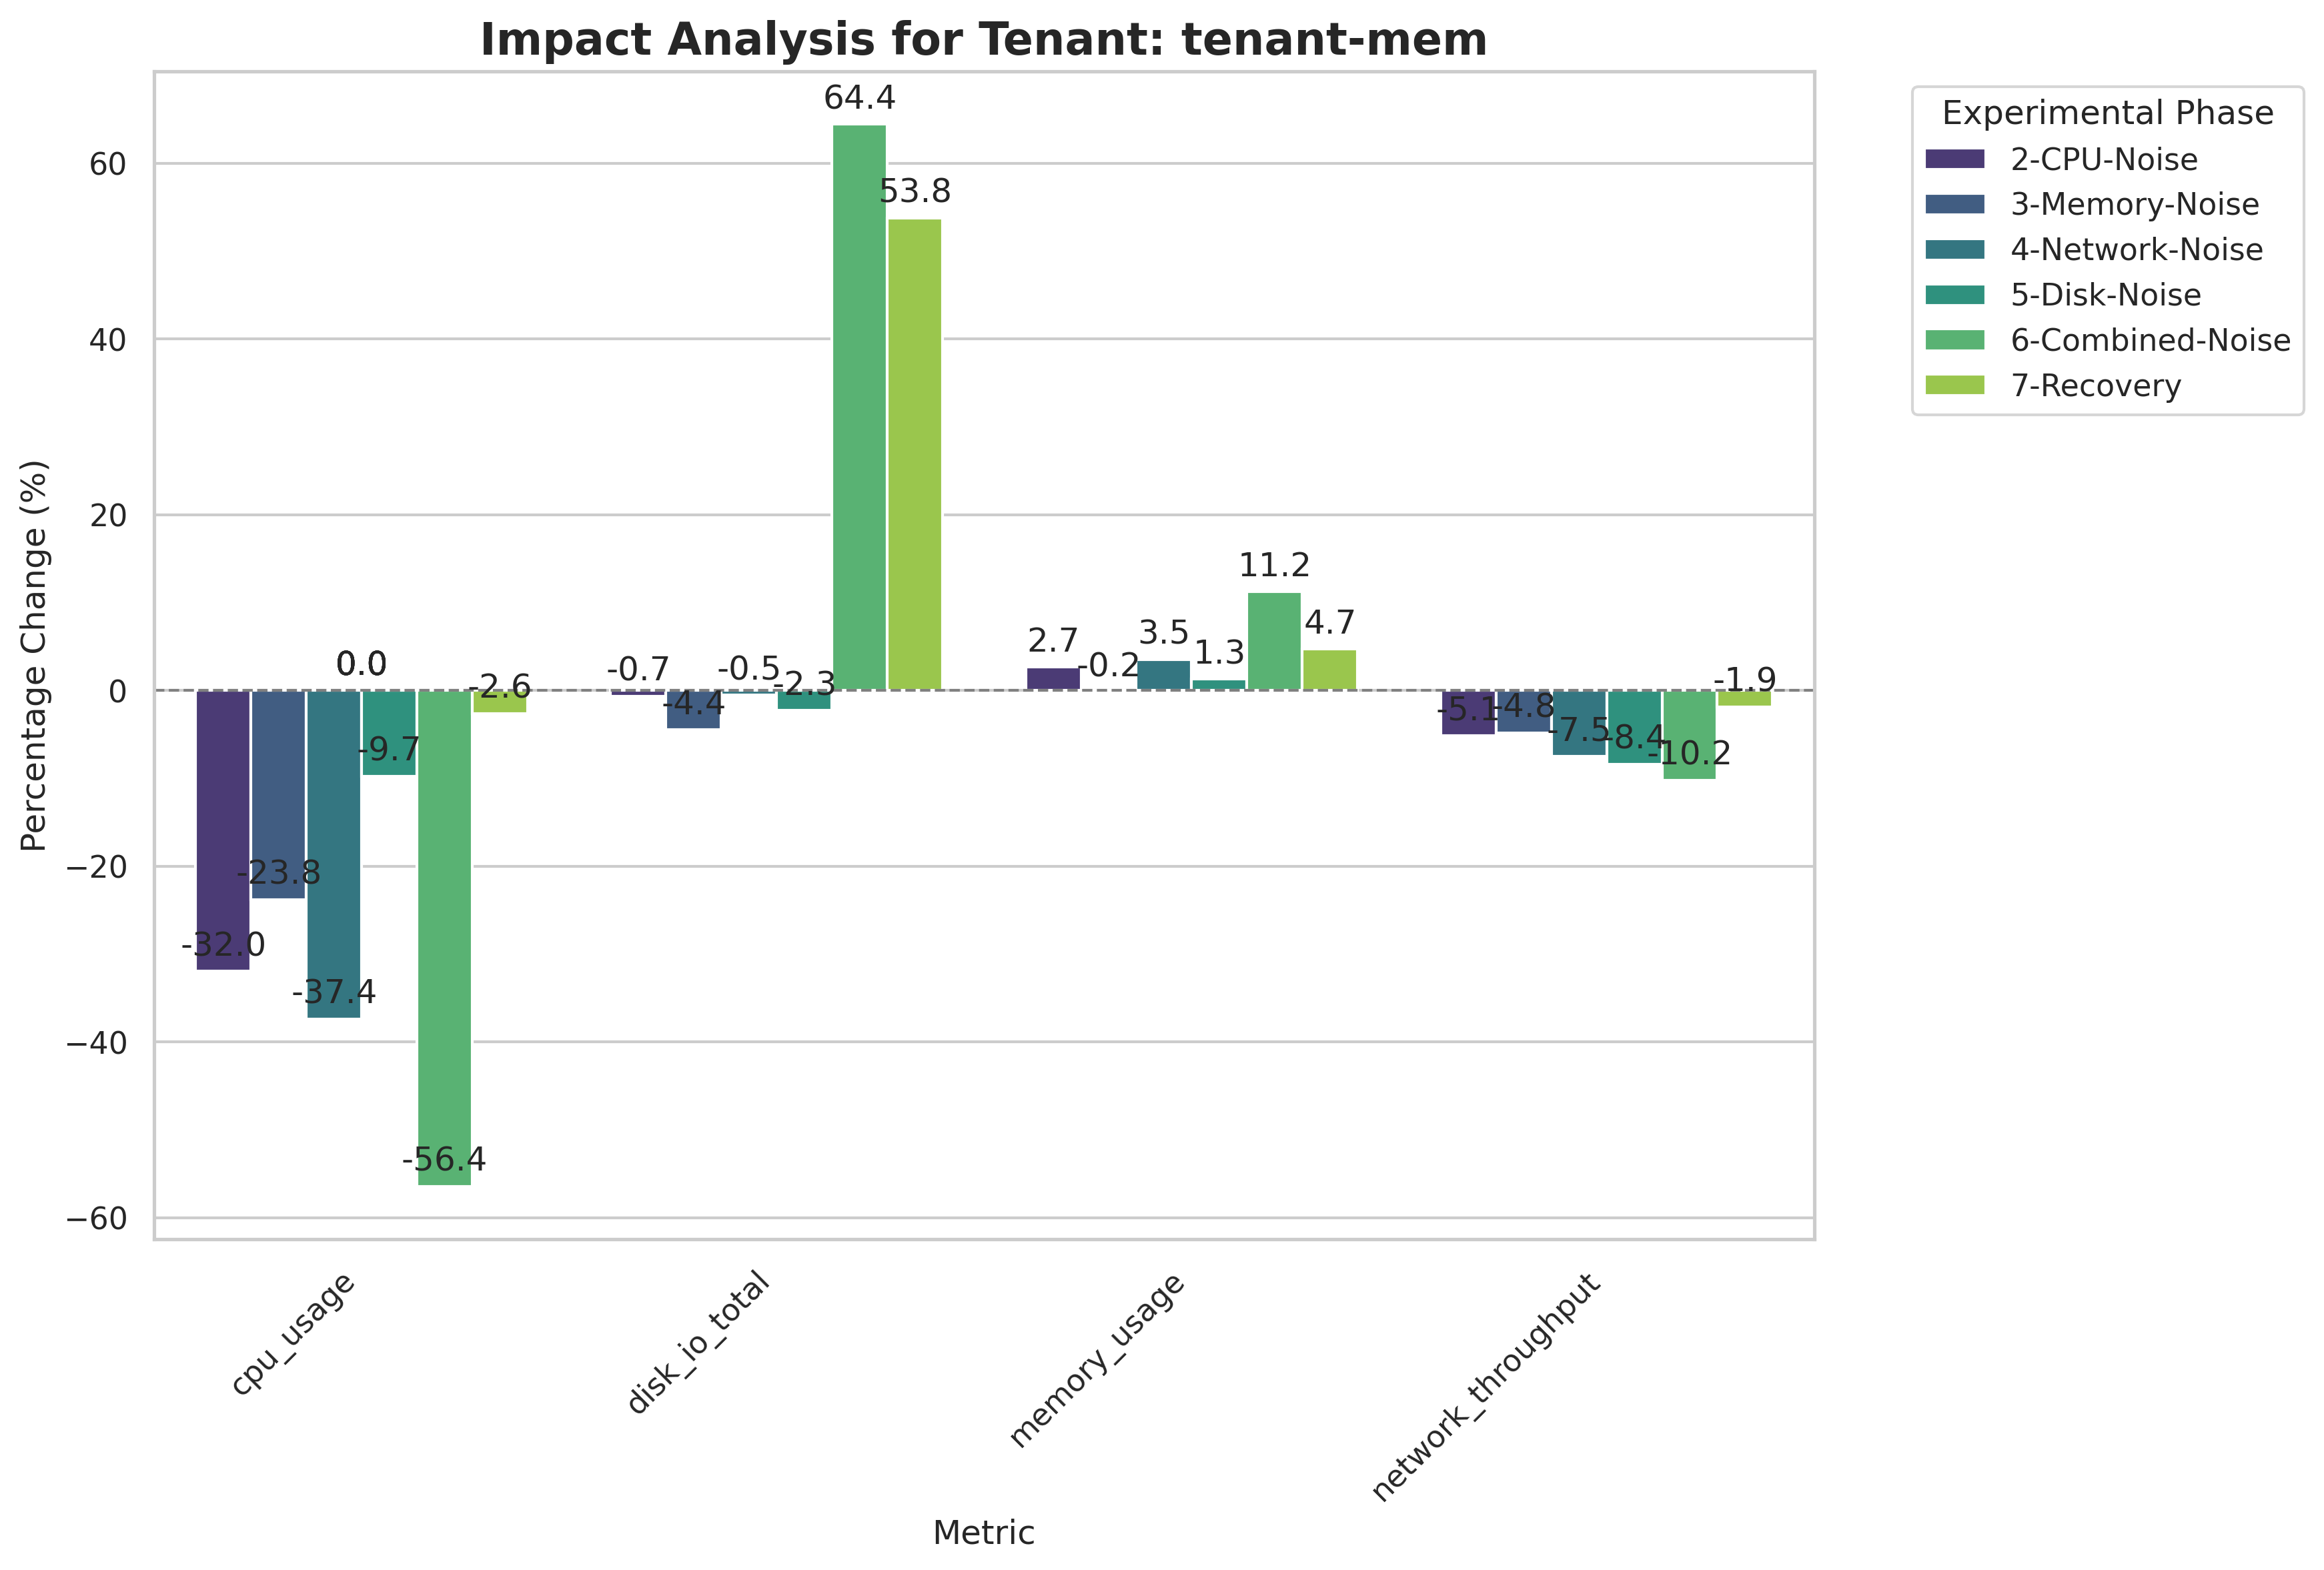 Impact Analysis for Tenant: tenant-mem
Experimental Phase
2-CPU-Noise
3-Memory-Noise
4-Network-Noise
5-Disk-Noise
6-Combined-Noise
7-Recovery
Percentage Change (%)
60
40
20
0
−20
−40
−60
-32.0
-23.8
-37.4
0.0
-9.7
-56.4
-2.6
-0.7
-4.4
-0.5
-2.3
64.4
53.8
2.7
-0.2
3.5
1.3
11.2
4.7
-5.1
-4.8
-7.5
-8.4
-10.2
-1.9
cpu_usage
disk_io_total
memory_usage
network_throughput
Metric